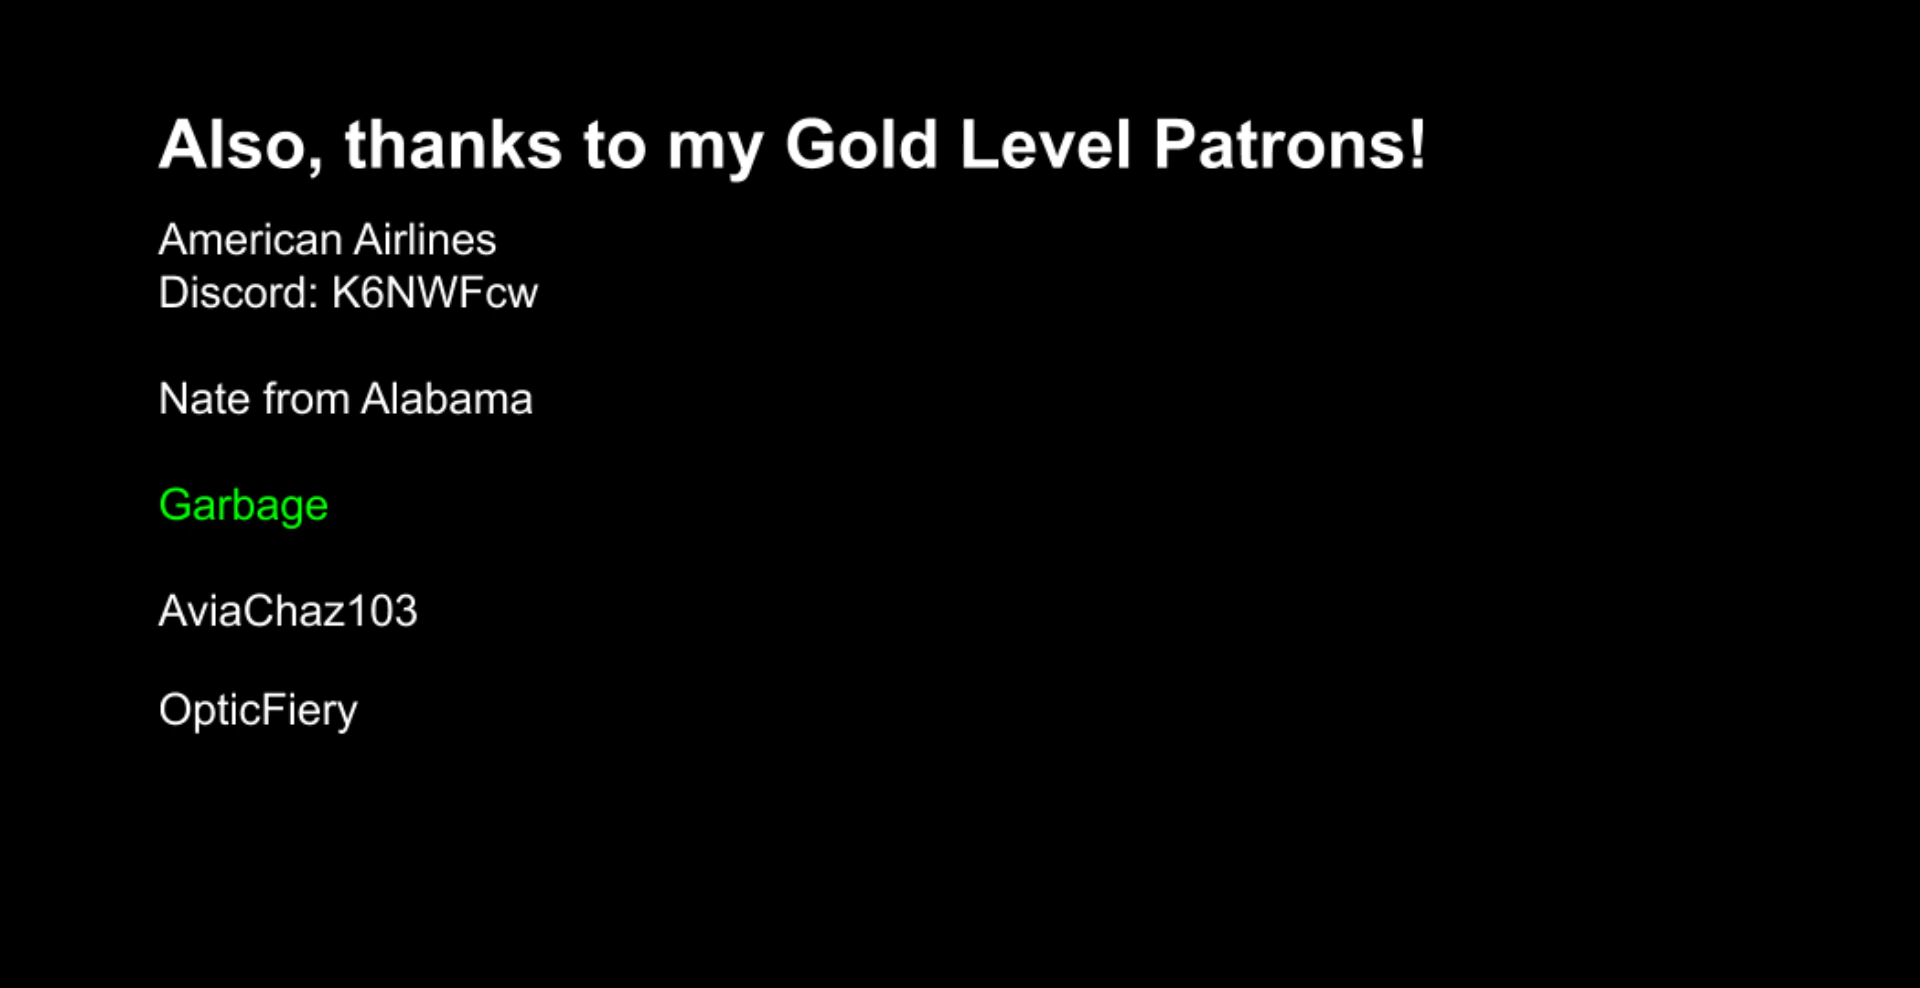 Also, thanks to my Gold Level Patrons!
American Airlines
Discord: K6NWFcw
Nate from Alabama
Garbage
AviaChaz103
OpticFiery